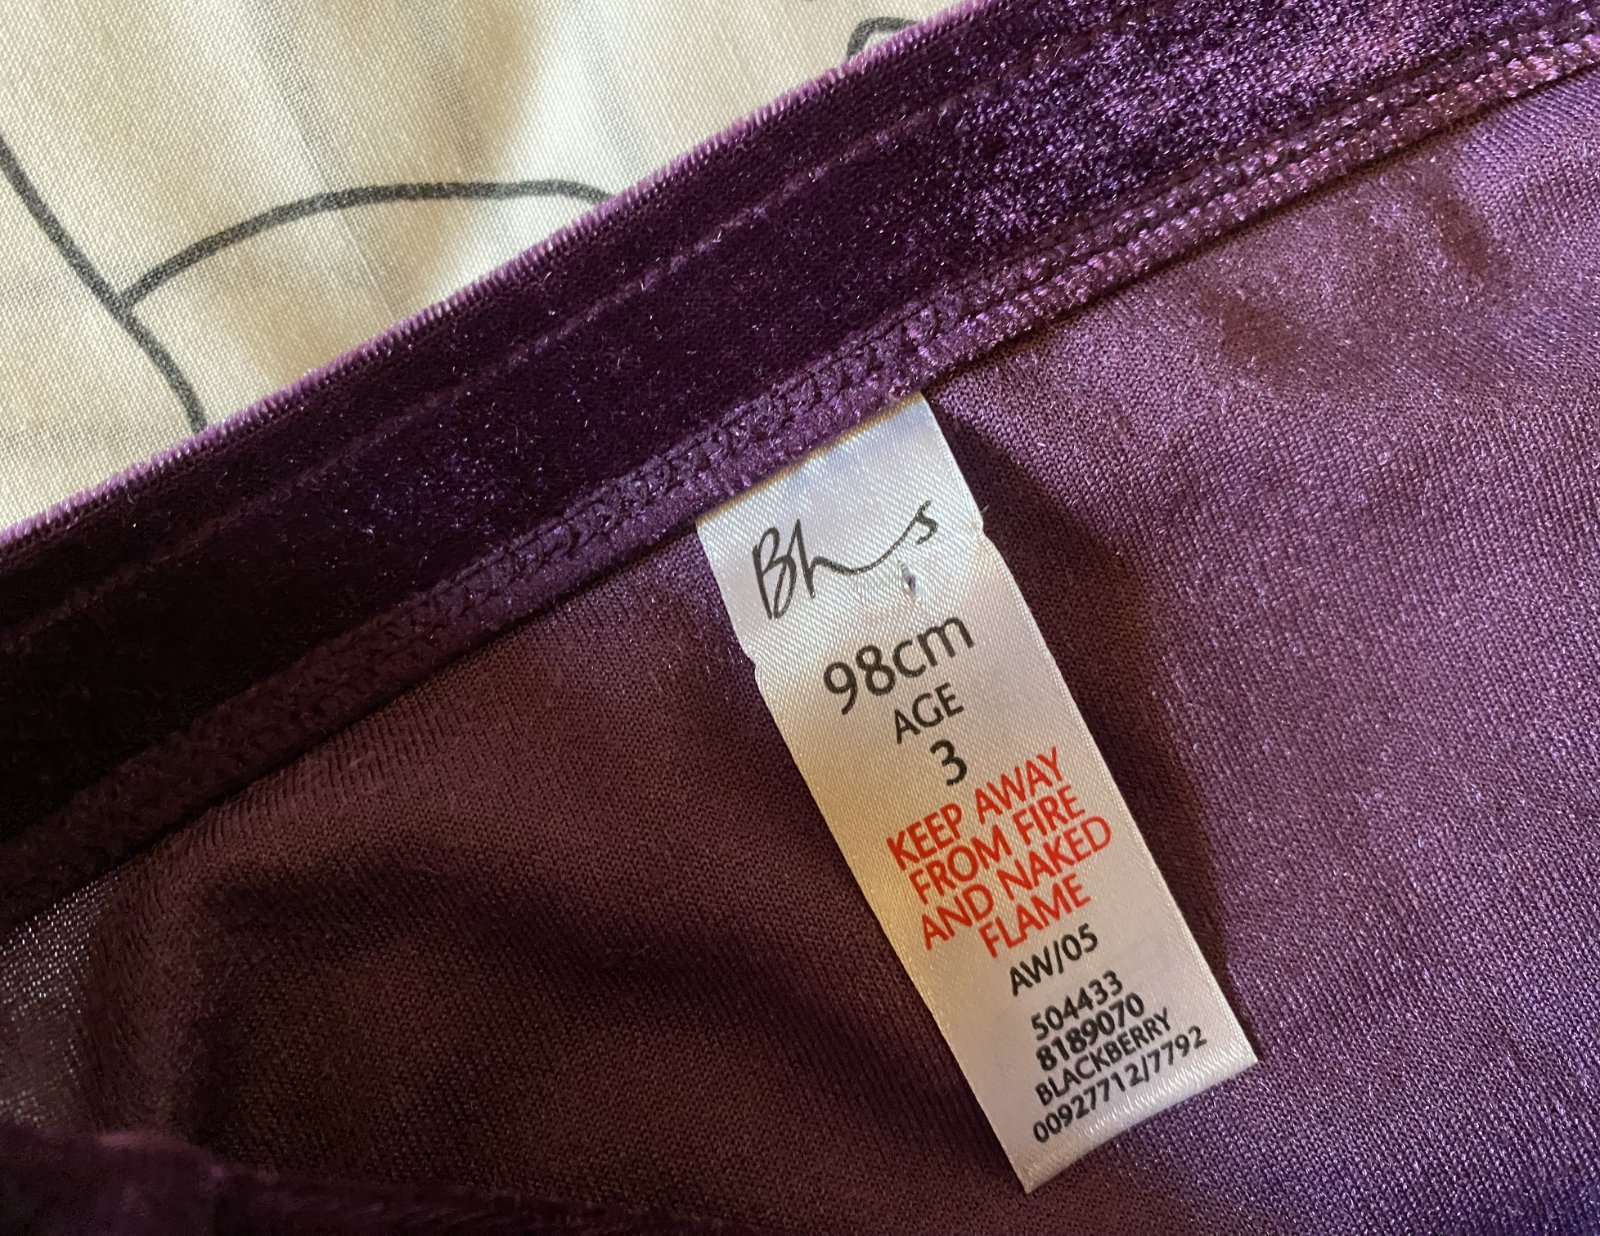 Bhs
98cm
AGE
3
KEEP AWAY
FROM FIRE
AND NAKED
FLAME
AW/05
504433
8189070
BLACKBERRY
00927712/7792